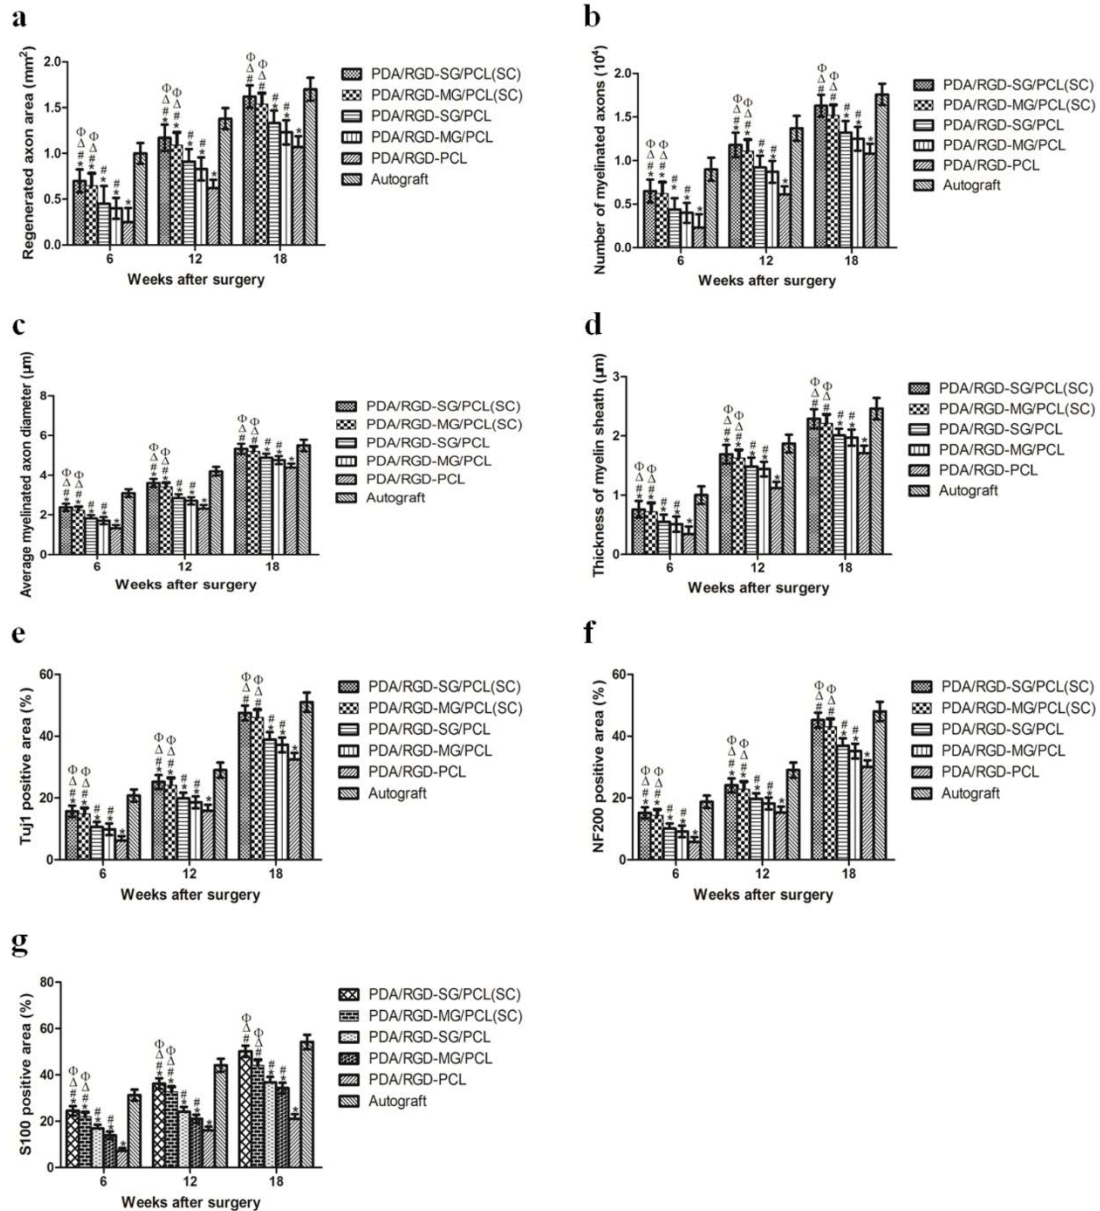 a
Regenerated axon area (mm²)
2.0
1.5
1.0
0.5
0.0
Φ Φ Φ Φ Φ Φ
Δ Δ Δ Δ Δ Δ
# # # # # # # # # # # #
* * * * * * * * * * * * *
6 12 18
Weeks after surgery
PDA/RGD-SG/PCL(SC)
PDA/RGD-MG/PCL(SC)
PDA/RGD-SG/PCL
PDA/RGD-MG/PCL
PDA/RGD-PCL
Autograft
b
Number of myelinated axons (10⁴)
2.0
1.5
1.0
0.5
0.0
6 12 18
Weeks after surgery
PDA/RGD-SG/PCL(SC)
PDA/RGD-MG/PCL(SC)
PDA/RGD-SG/PCL
PDA/RGD-MG/PCL
PDA/RGD-PCL
Autograft
c
Average myelinated axon diameter (μm)
8
6
4
2
0
6 12 18
Weeks after surgery
PDA/RGD-SG/PCL(SC)
PDA/RGD-MG/PCL(SC)
PDA/RGD-SG/PCL
PDA/RGD-MG/PCL
PDA/RGD-PCL
Autograft
d
Thickness of myelin sheath (μm)
3
2
1
0
6 12 18
Weeks after surgery
PDA/RGD-SG/PCL(SC)
PDA/RGD-MG/PCL(SC)
PDA/RGD-SG/PCL
PDA/RGD-MG/PCL
PDA/RGD-PCL
Autograft
e
Tuj1 positive area (%)
60
40
20
0
6 12 18
Weeks after surgery
PDA/RGD-SG/PCL(SC)
PDA/RGD-MG/PCL(SC)
PDA/RGD-SG/PCL
PDA/RGD-MG/PCL
PDA/RGD-PCL
Autograft
f
NF200 positive area (%)
60
40
20
0
6 12 18
Weeks after surgery
PDA/RGD-SG/PCL(SC)
PDA/RGD-MG/PCL(SC)
PDA/RGD-SG/PCL
PDA/RGD-MG/PCL
PDA/RGD-PCL
Autograft
g
S100 positive area (%)
80
60
40
20
0
6 12 18
Weeks after surgery
PDA/RGD-SG/PCL(SC)
PDA/RGD-MG/PCL(SC)
PDA/RGD-SG/PCL
PDA/RGD-MG/PCL
PDA/RGD-PCL
Autograft